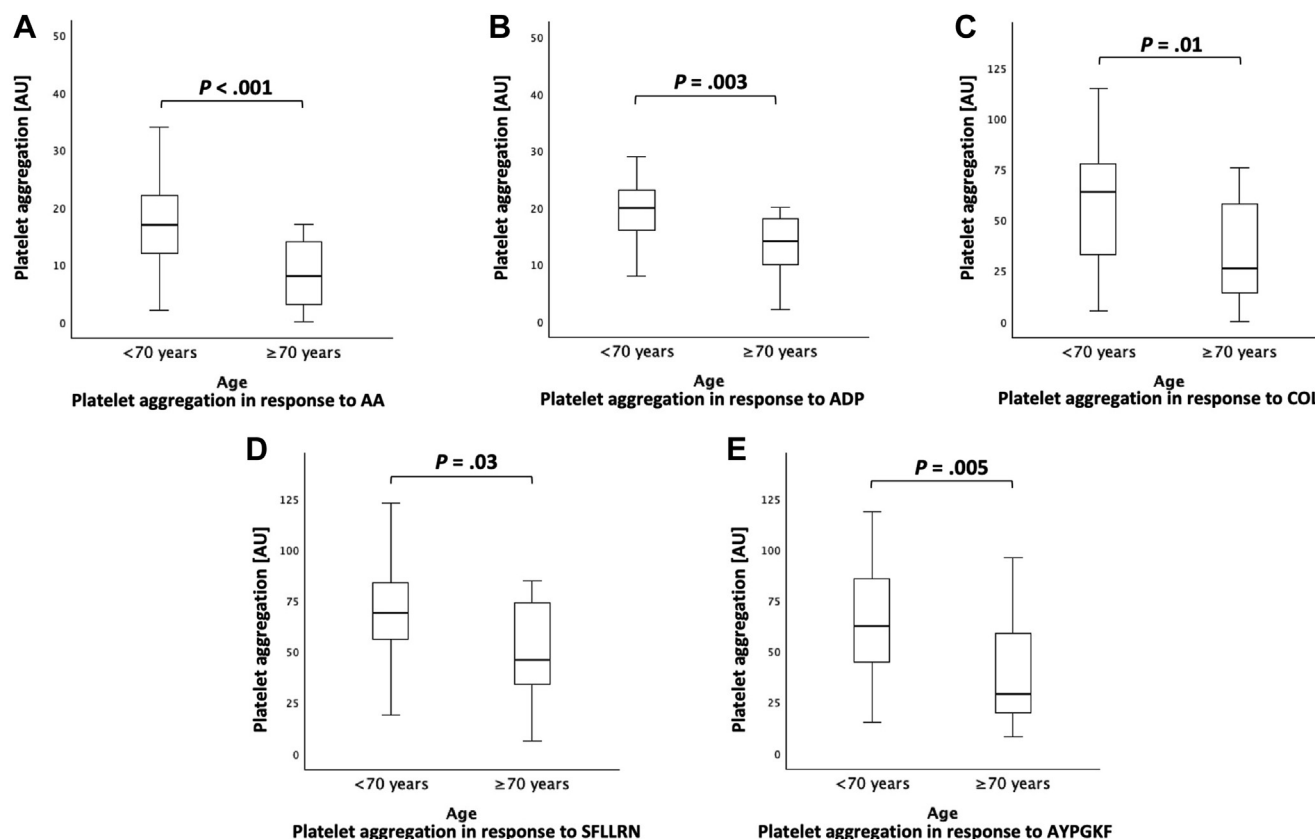 A
Platelet aggregation [AU]
50
40
30
20
10
0
P < .001
<70 years
≥70 years
Age
Platelet aggregation in response to AA
B
Platelet aggregation [AU]
50
40
30
20
10
0
P = .003
<70 years
≥70 years
Age
Platelet aggregation in response to ADP
C
Platelet aggregation [AU]
125
100
75
50
25
0
P = .01
<70 years
≥70 years
Age
Platelet aggregation in response to COL
D
Platelet aggregation [AU]
125
100
75
50
25
0
P = .03
<70 years
≥70 years
Age
Platelet aggregation in response to SFLLRN
E
Platelet aggregation [AU]
125
100
75
50
25
0
P = .005
<70 years
≥70 years
Age
Platelet aggregation in response to AYPGKF